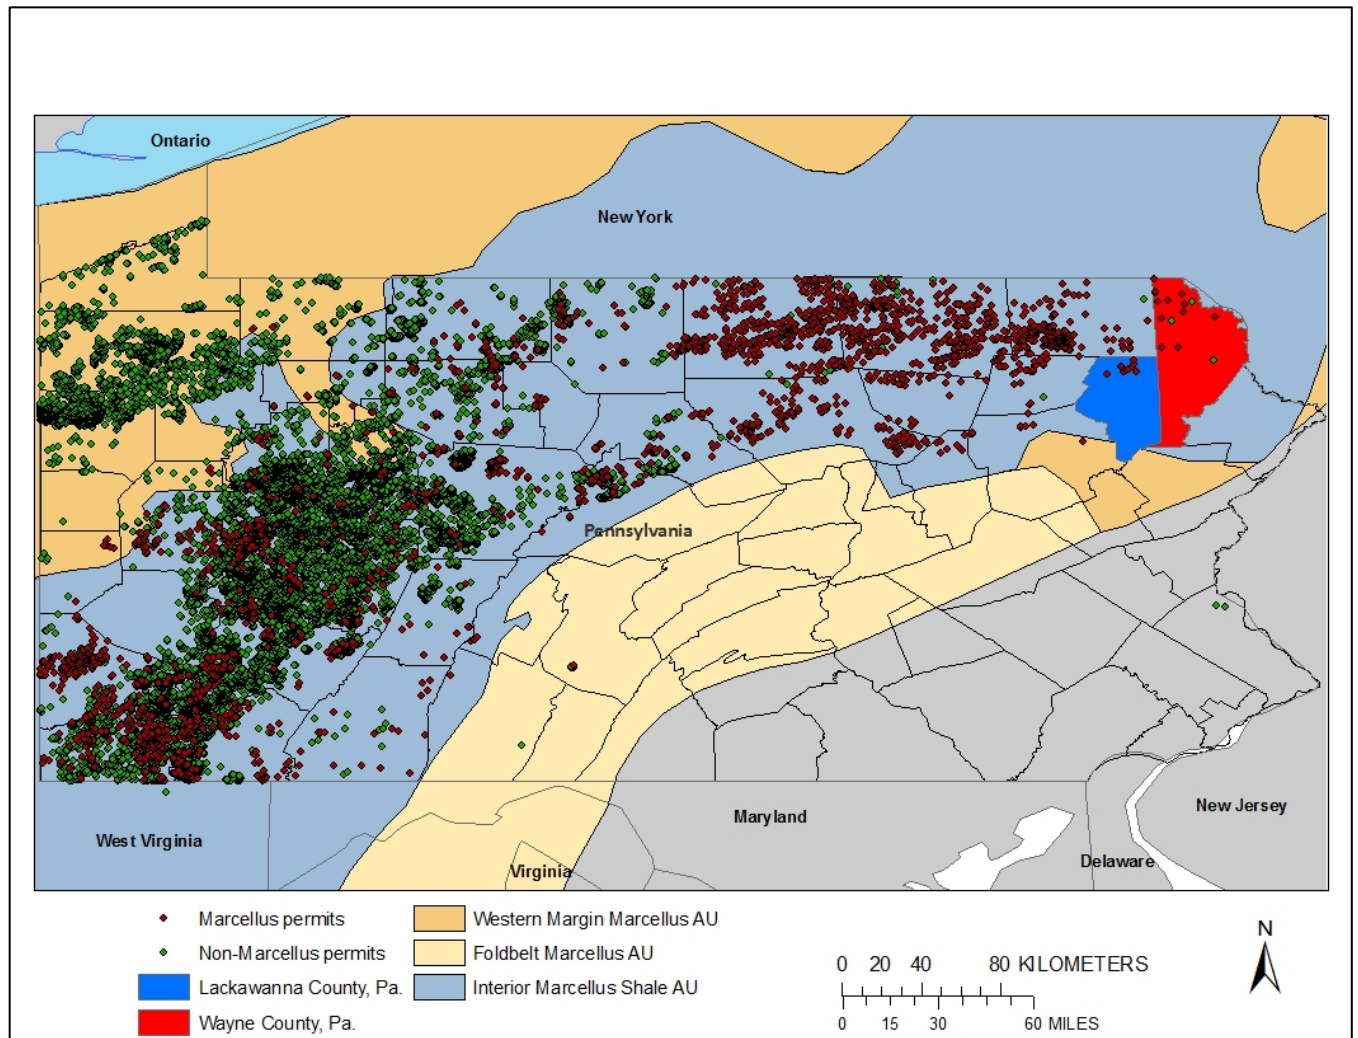 Ontario
New York
Pennsylvania
West Virginia
Virginia
Maryland
Delaware
New Jersey
Marcellus permits
Non-Marcellus permits
Lackawanna County, Pa.
Wayne County, Pa.
Western Margin Marcellus AU
Foldbelt Marcellus AU
Interior Marcellus Shale AU
0 20 40 80 KILOMETERS
0 15 30 60 MILES
N